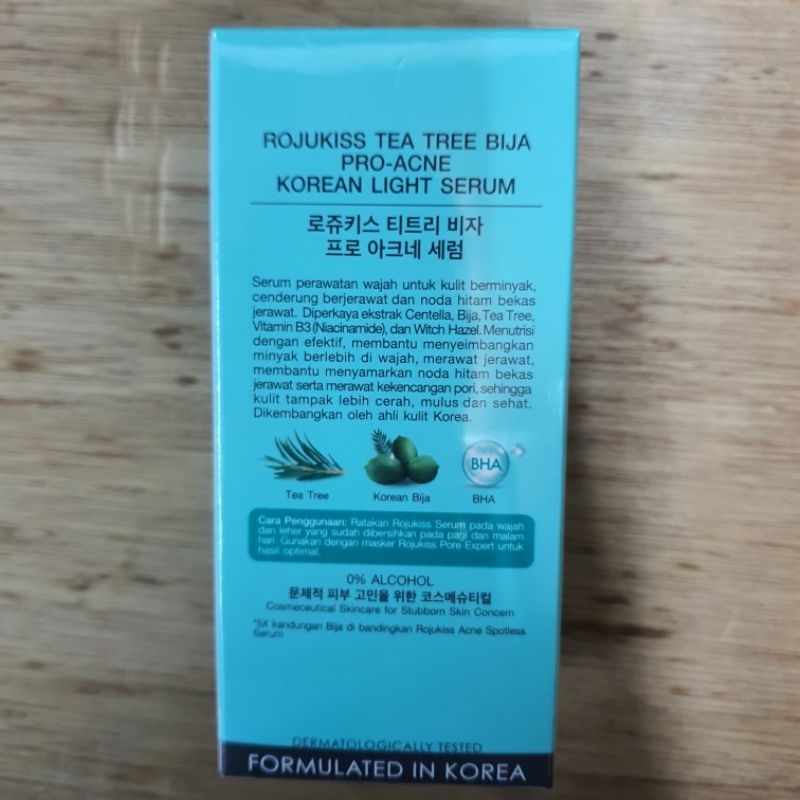 ROJUKISS TEA TREE BIJA
PRO-ACNE
KOREAN LIGHT SERUM
로쥬키스 티트리 비자
프로 아크네 세럼
Serum perawatan wajah untuk kulit berminyak,
cenderung berjerawat dan noda hitam bekas
jerawat. Diperkaya ekstrak Centella, Bija, Tea Tree,
Vitamin B3 (Niacinamide), dan Witch Hazel. Menutrisi
dengan efektif, membantu menyeimbangkan
minyak berlebih di wajah, merawat jerawat,
membantu menyamarkan noda hitam bekas
jerawat serta merawat kekencangan pori, sehingga
kulit tampak lebih cerah, mulus dan sehat.
Dikembangkan oleh ahli kulit Korea.
BHA
Tea Tree
Korean Bija
BHA
Cara Penggunaan: Ratakan Rojukiss Serum pada wajah
dan leher yang sudah dibersihkan pada pagi dan malam
hari. Gunakan dengan masker Rojukiss Pore Expert untuk
hasil optimal.
0% ALCOHOL
문제적 피부 고민을 위한 코스메슈티컬
Cosmeceutical Skincare for Stubborn Skin Concern
*5X kandungan Bija di bandingkan Rojukiss Acne Spotless
Serum
DERMATOLOGICALLY TESTED
FORMULATED IN KOREA